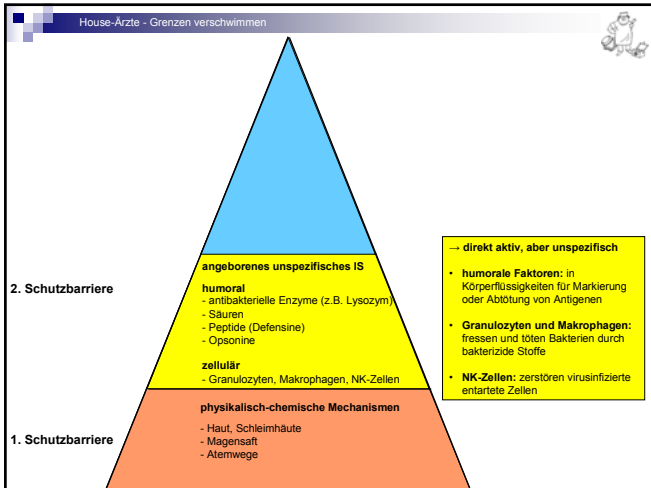 House-Ärzte - Grenzen verschwimmen
2. Schutzbarriere
angeborenes unspezifisches IS
humoral
- antibakterielle Enzyme (z.B. Lysozym)
- Säuren
- Peptide (Defensine)
- Opsonine
zellulär
- Granulozyten, Makrophagen, NK-Zellen
→ direkt aktiv, aber unspezifisch
• humorale Faktoren: in
Körperflüssigkeiten für Markierung
oder Abtötung von Antigenen
• Granulozyten und Makrophagen:
fressen und töten Bakterien durch
bakterizide Stoffe
• NK-Zellen: zerstören virusinfizierte
entartete Zellen
1. Schutzbarriere
physikalisch-chemische Mechanismen
- Haut, Schleimhäute
- Magensaft
- Atemwege